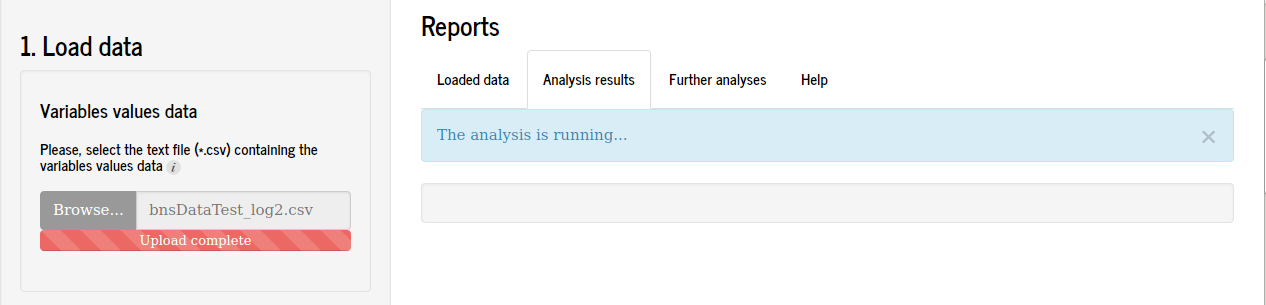 1. Load data
Variables values data
Please, select the text file (*.csv) containing the
variables values data i
Browse...
bnsDataTest_log2.csv
Upload complete
Reports
Loaded data
Analysis results
Further analyses
Help
The analysis is running...
×